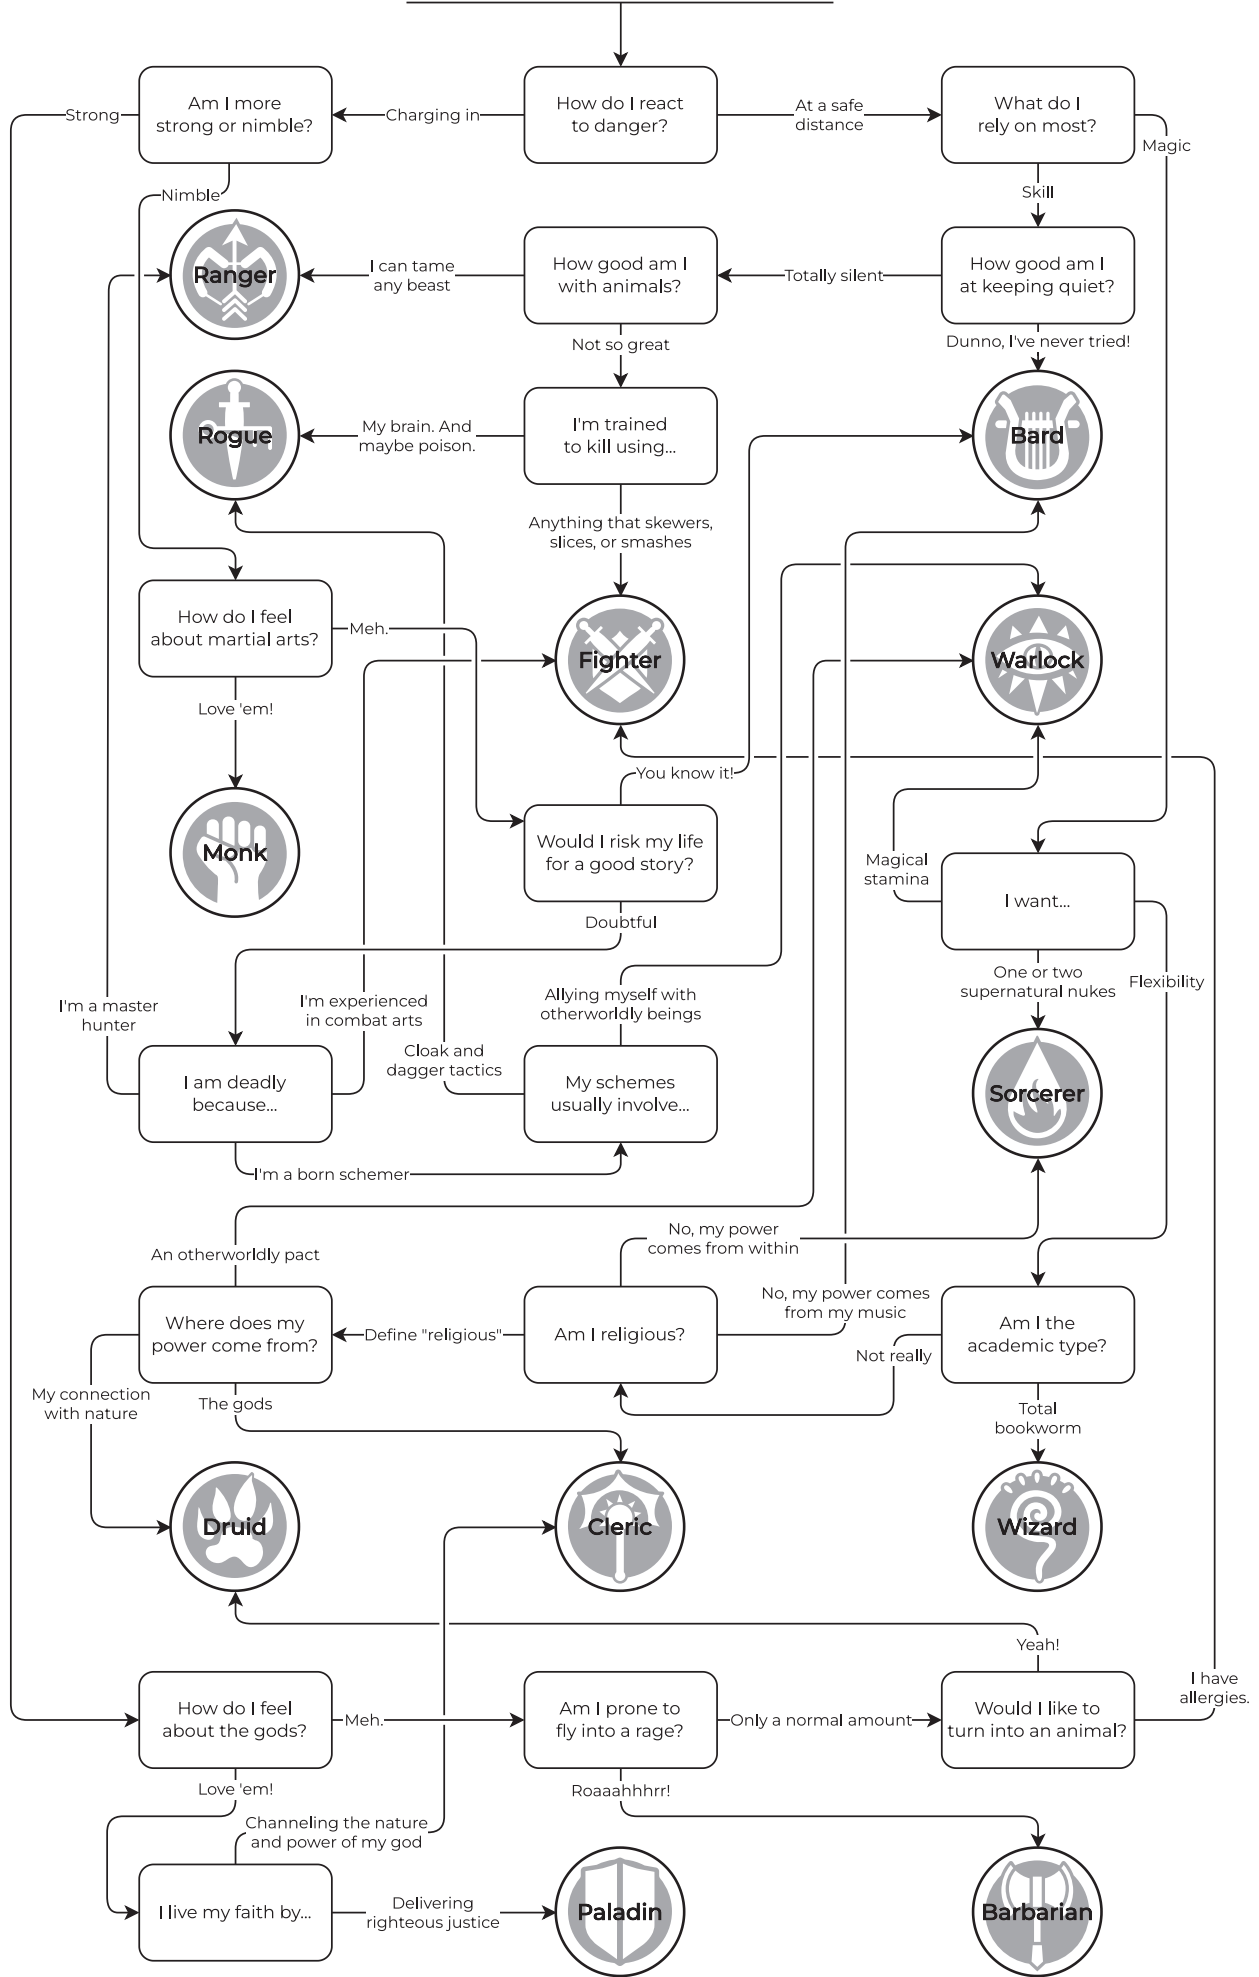 Am I more
strong or nimble?
Strong
Charging in
How do I react
to danger?
At a safe
distance
What do I
rely on most?
Magic
Nimble
Skill
Ranger
I can tame
any beast
How good am I
with animals?
Totally silent
How good am I
at keeping quiet?
Not so great
Dunno, I've never tried!
Rogue
My brain. And
maybe poison.
I'm trained
to kill using...
Bard
Anything that skewers,
slices, or smashes
How do I feel
about martial arts?
Meh.
Fighter
Warlock
Love 'em!
You know it!
Monk
Would I risk my life
for a good story?
Magical
stamina
I want...
Doubtful
I'm a master
hunter
I'm experienced
in combat arts
Allying myself with
otherworldly beings
One or two
supernatural nukes
Flexibility
Cloak and
dagger tactics
I am deadly
because...
My schemes
usually involve...
Sorcerer
I'm a born schemer
An otherworldly pact
No, my power
comes from within
No, my power comes
from my music
Where does my
power come from?
Define "religious"
Am I religious?
Am I the
academic type?
Not really
My connection
with nature
The gods
Total
bookworm
Druid
Cleric
Wizard
Yeah!
I have
allergies.
How do I feel
about the gods?
Meh.
Am I prone to
fly into a rage?
Only a normal amount
Would I like to
turn into an animal?
Love 'em!
Roaaahhhrr!
Channeling the nature
and power of my god
I live my faith by...
Delivering
righteous justice
Paladin
Barbarian